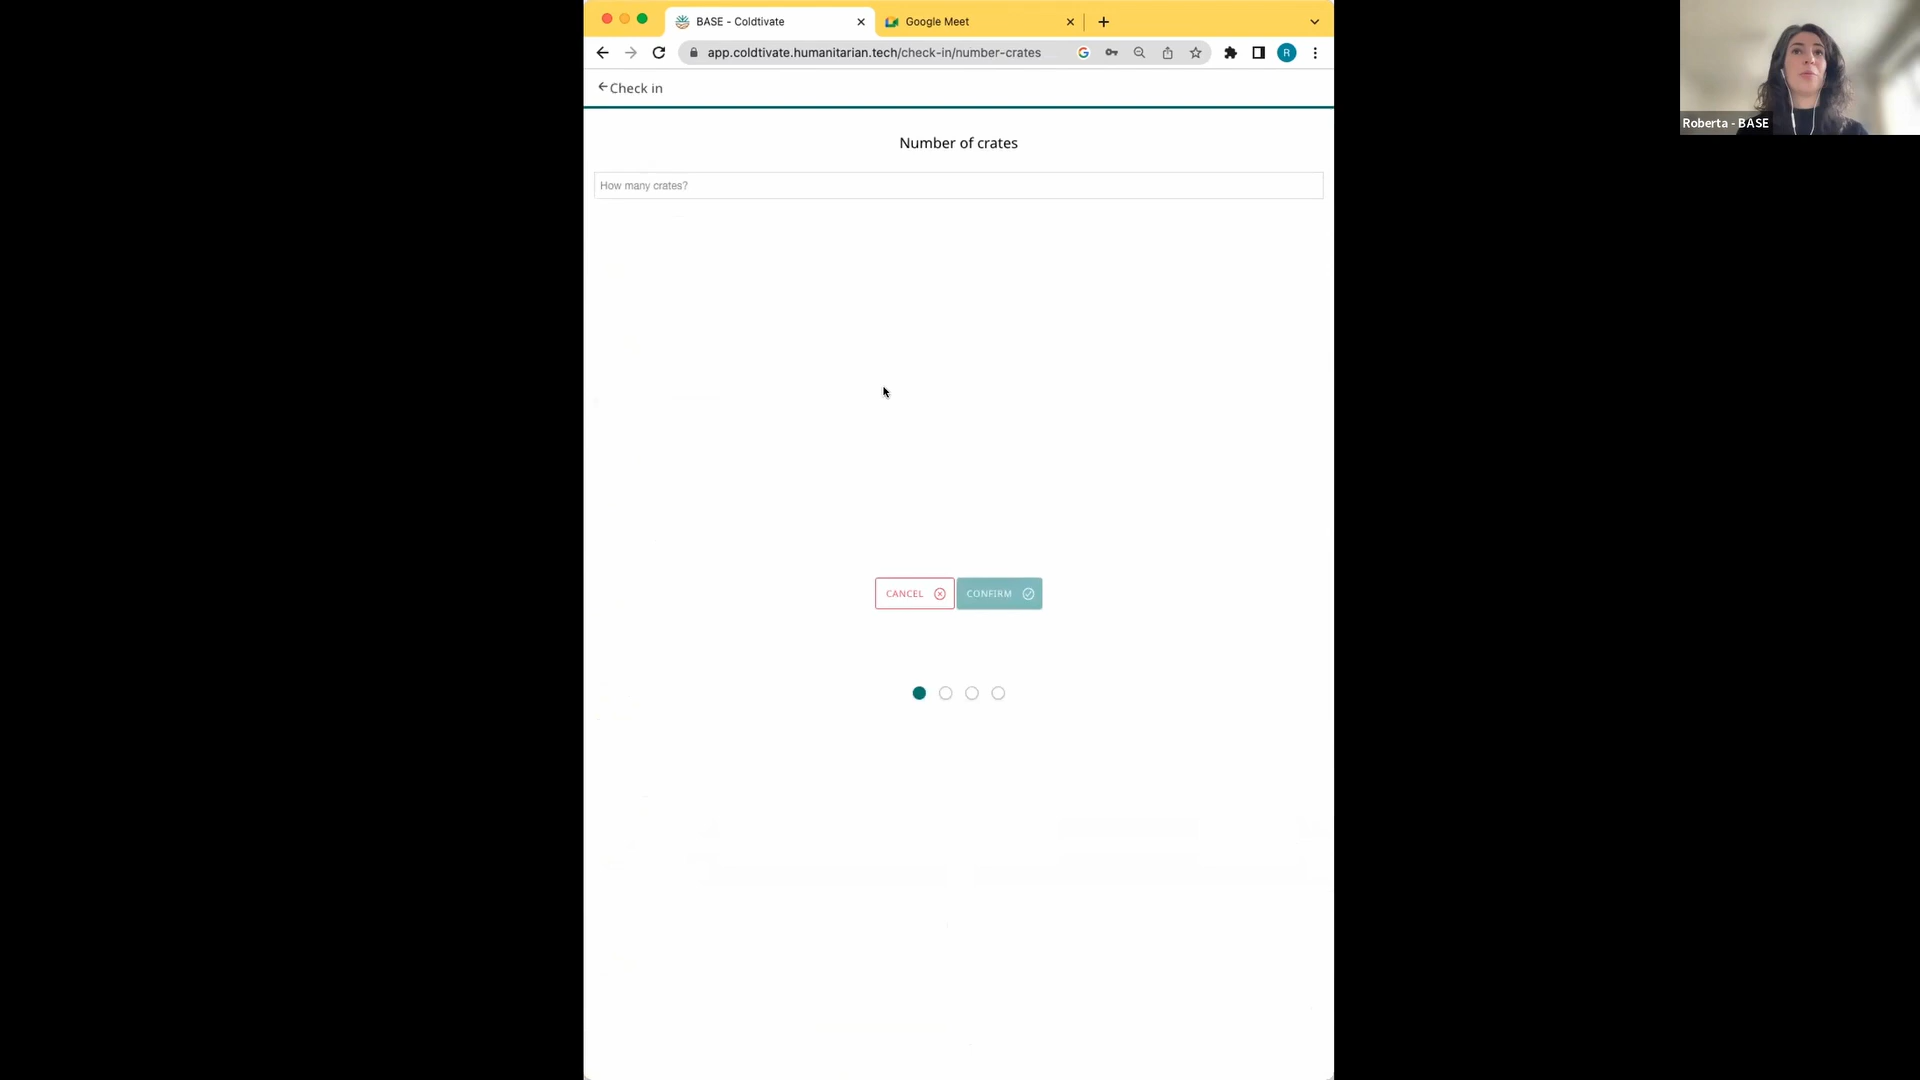 BASE - Coldtivate
Google Meet
app.coldtivate.humanitarian.tech/check-in/number-crates
R
Check in
Number of crates
How many crates?
CANCEL
CONFIRM
Roberta - BASE